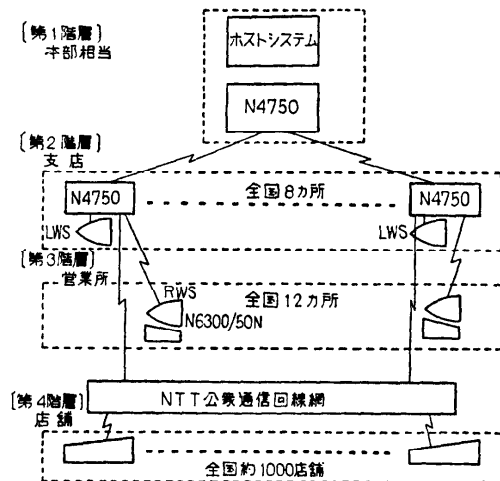 〔第1階層〕
本部相当
ホストシステム
N4750
〔第2階層〕
支店
N4750
全国8カ所
N4750
LWS
LWS
〔第3階層〕
営業所
RWS
全国12カ所
N6300/50N
NTT公衆通信回線網
〔第4階層〕
店舗
全国約1000店舗